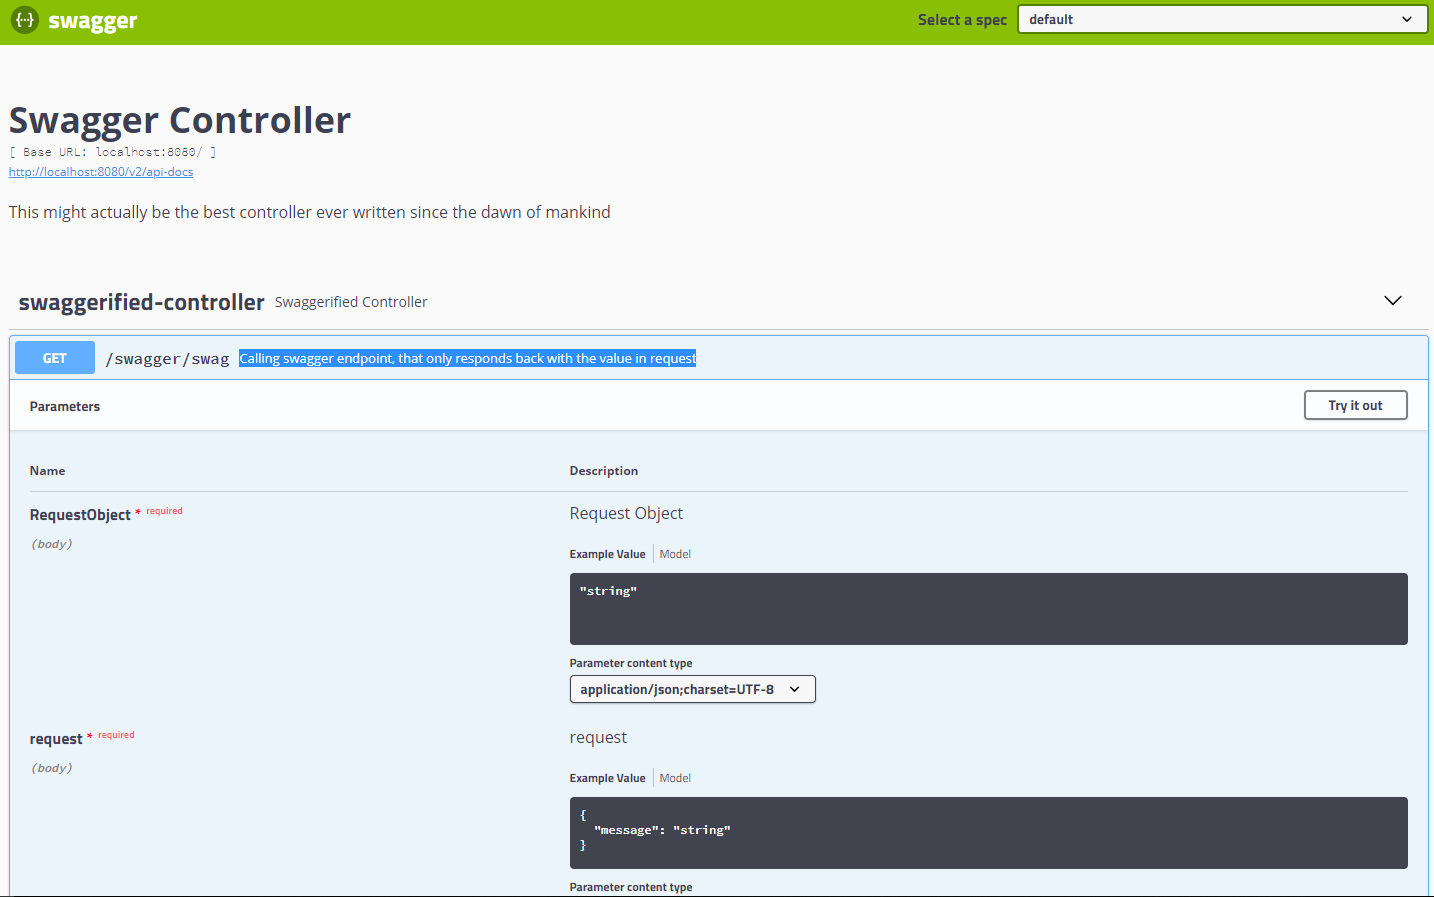 {··} swagger
Select a spec
default
Swagger Controller
[ Base URL: localhost:8080/ ]
http://localhost:8080/v2/api-docs
This might actually be the best controller ever written since the dawn of mankind
swaggerified-controller Swaggerified Controller
GET /swagger/swag Calling swagger endpoint, that only responds back with the value in request
Parameters
Try it out
Name
Description
RequestObject * required
(body)
Request Object
Example Value | Model
"string"
Parameter content type
application/json;charset=UTF-8
request * required
(body)
request
Example Value | Model
{
"message": "string"
}
Parameter content type